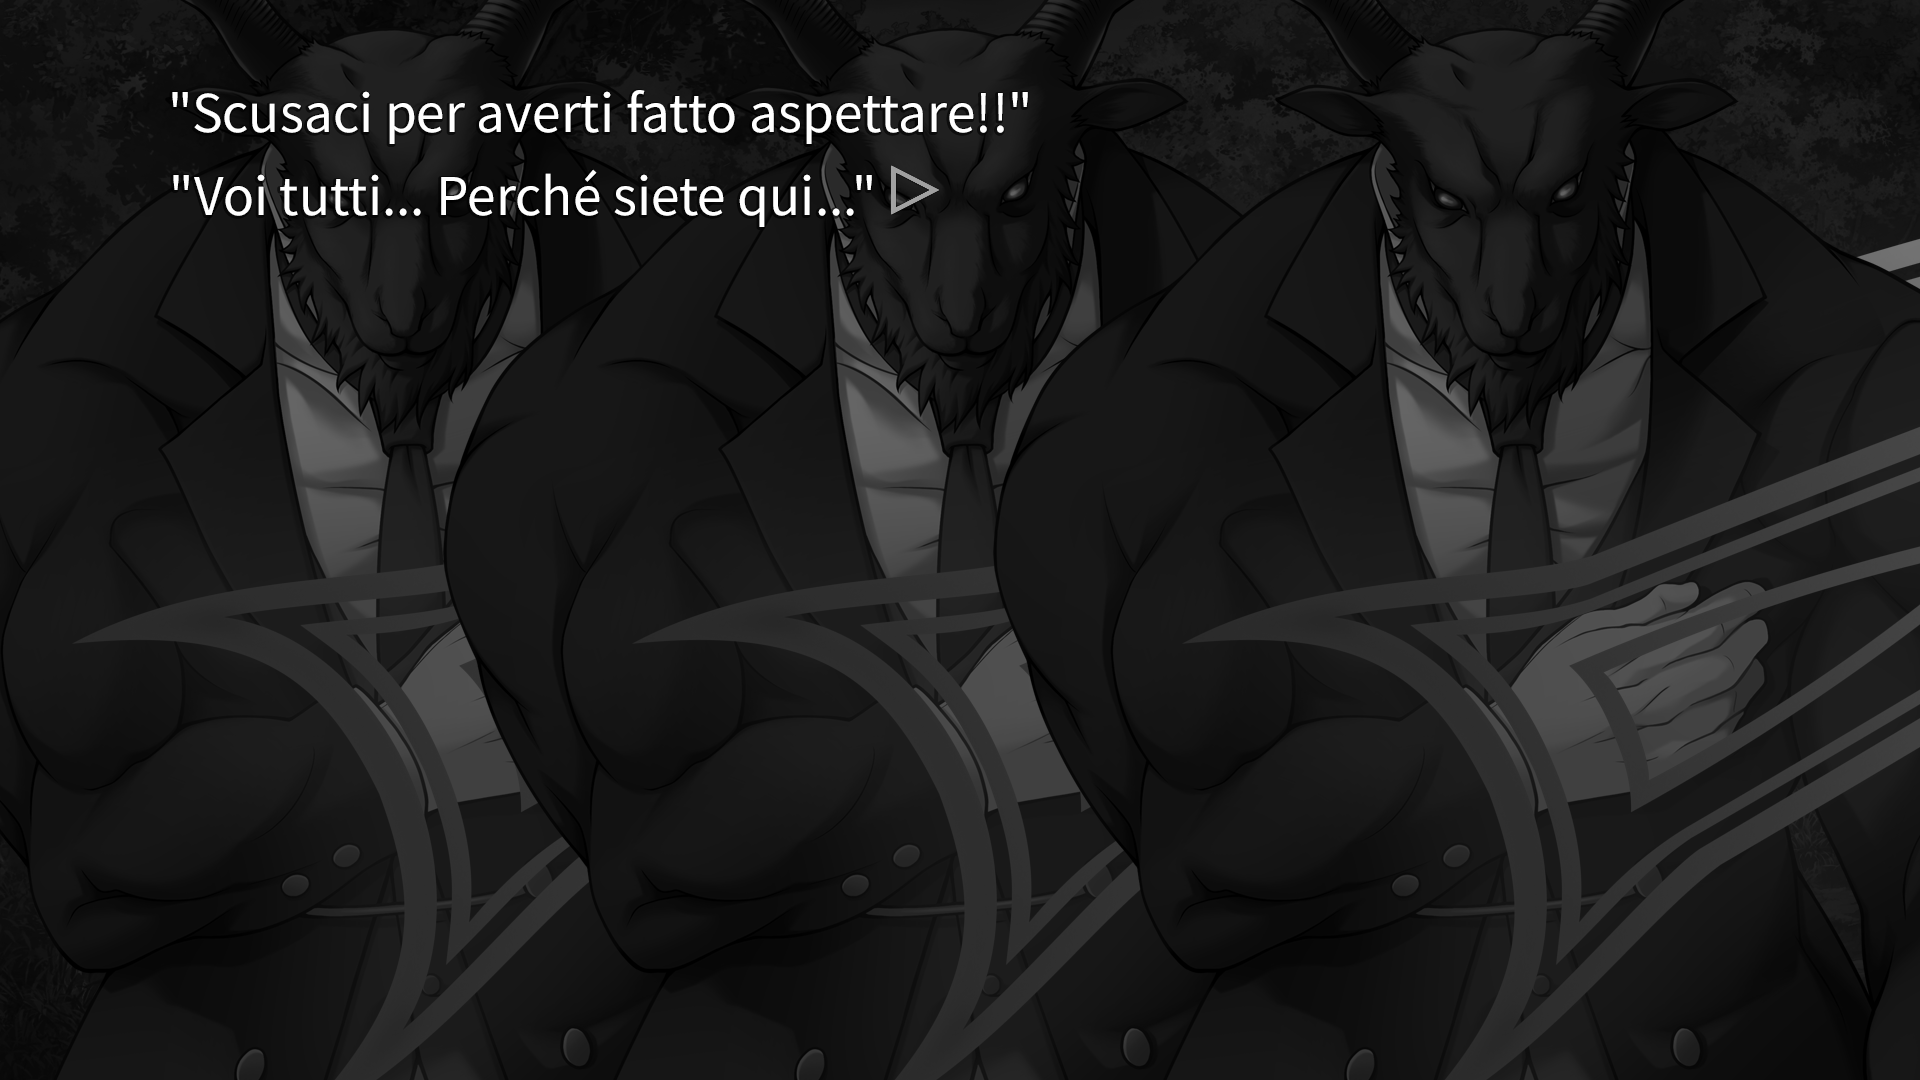 "Scusaci per averti fatto aspettare!!"
"Voi tutti... Perché siete qui..."